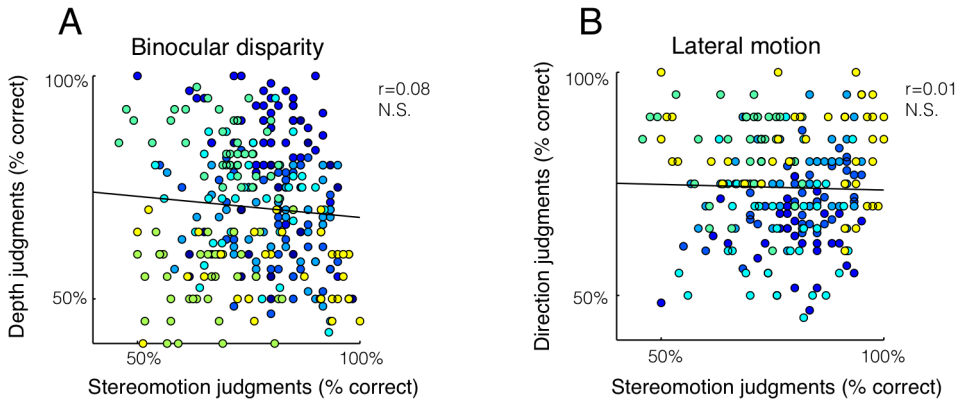 A
Binocular disparity
100%
50%
Depth judgments (% correct)
r=0.08
N.S.
50%
100%
Stereomotion judgments (% correct)
B
Lateral motion
100%
50%
Direction judgments (% correct)
r=0.01
N.S.
50%
100%
Stereomotion judgments (% correct)